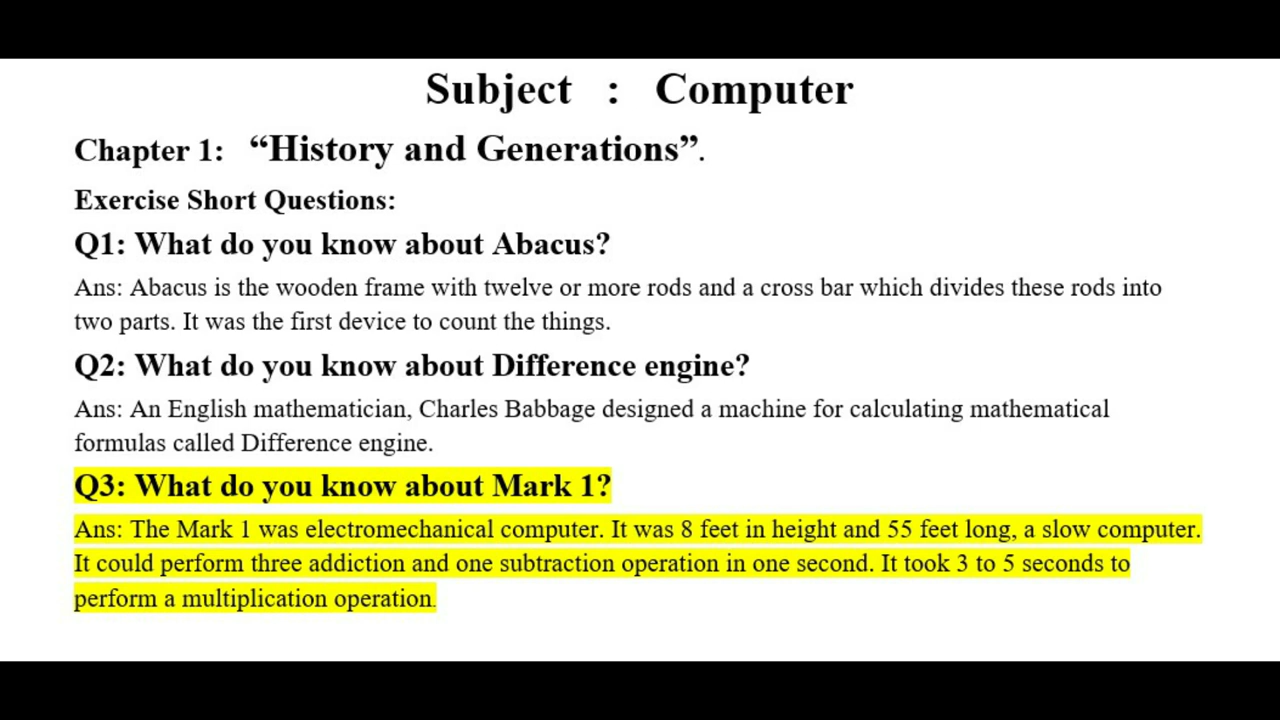 Subject : Computer
Chapter 1: “History and Generations”.
Exercise Short Questions:
Q1: What do you know about Abacus?
Ans: Abacus is the wooden frame with twelve or more rods and a cross bar which divides these rods into
two parts. It was the first device to count the things.
Q2: What do you know about Difference engine?
Ans: An English mathematician, Charles Babbage designed a machine for calculating mathematical
formulas called Difference engine.
Q3: What do you know about Mark 1?
Ans: The Mark 1 was electromechanical computer. It was 8 feet in height and 55 feet long, a slow computer.
It could perform three addiction and one subtraction operation in one second. It took 3 to 5 seconds to
perform a multiplication operation.